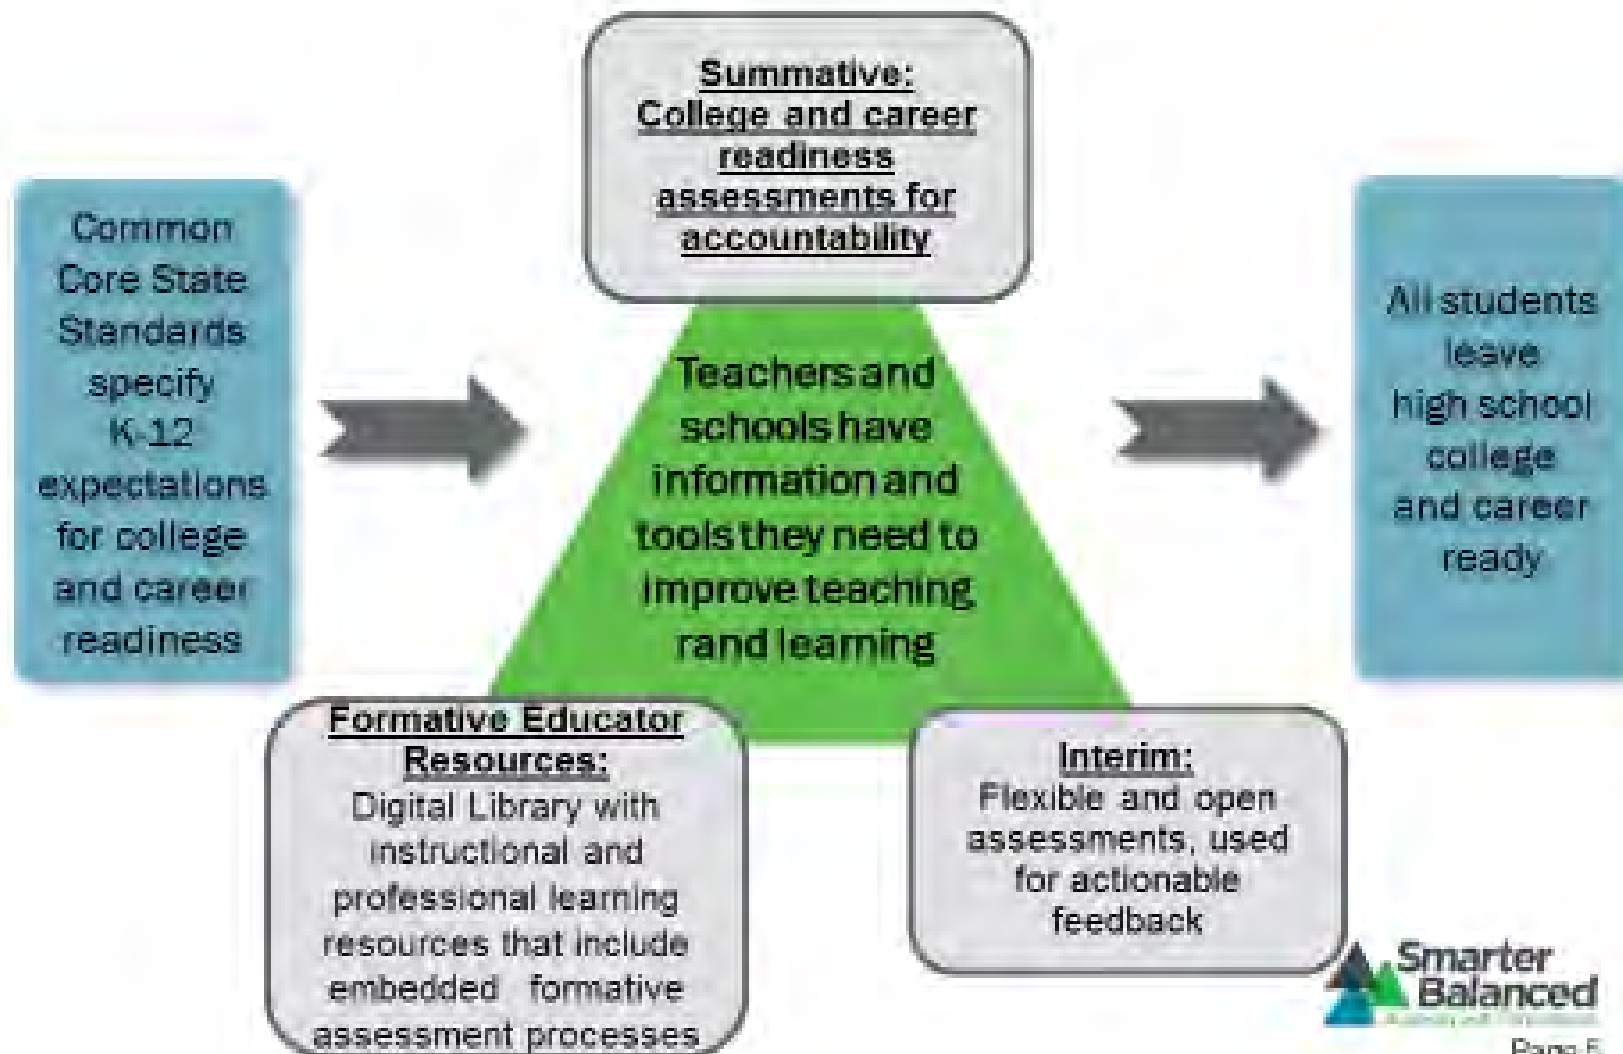 Summative:
College and career
readiness
assessments for
accountability
Common
Core State
Standards
specify
K-12
expectations
for college
and career
readiness
Teachers and
schools have
information and
tools they need to
improve teaching
rand learning
All students
leave
high school
college
and career
ready
Formative Educator
Resources:
Digital Library with
instructional and
professional learning
resources that include
embedded formative
assessment processes
Interim:
Flexible and open
assessments, used
for actionable
feedback
Smarter
Balanced
Page 5